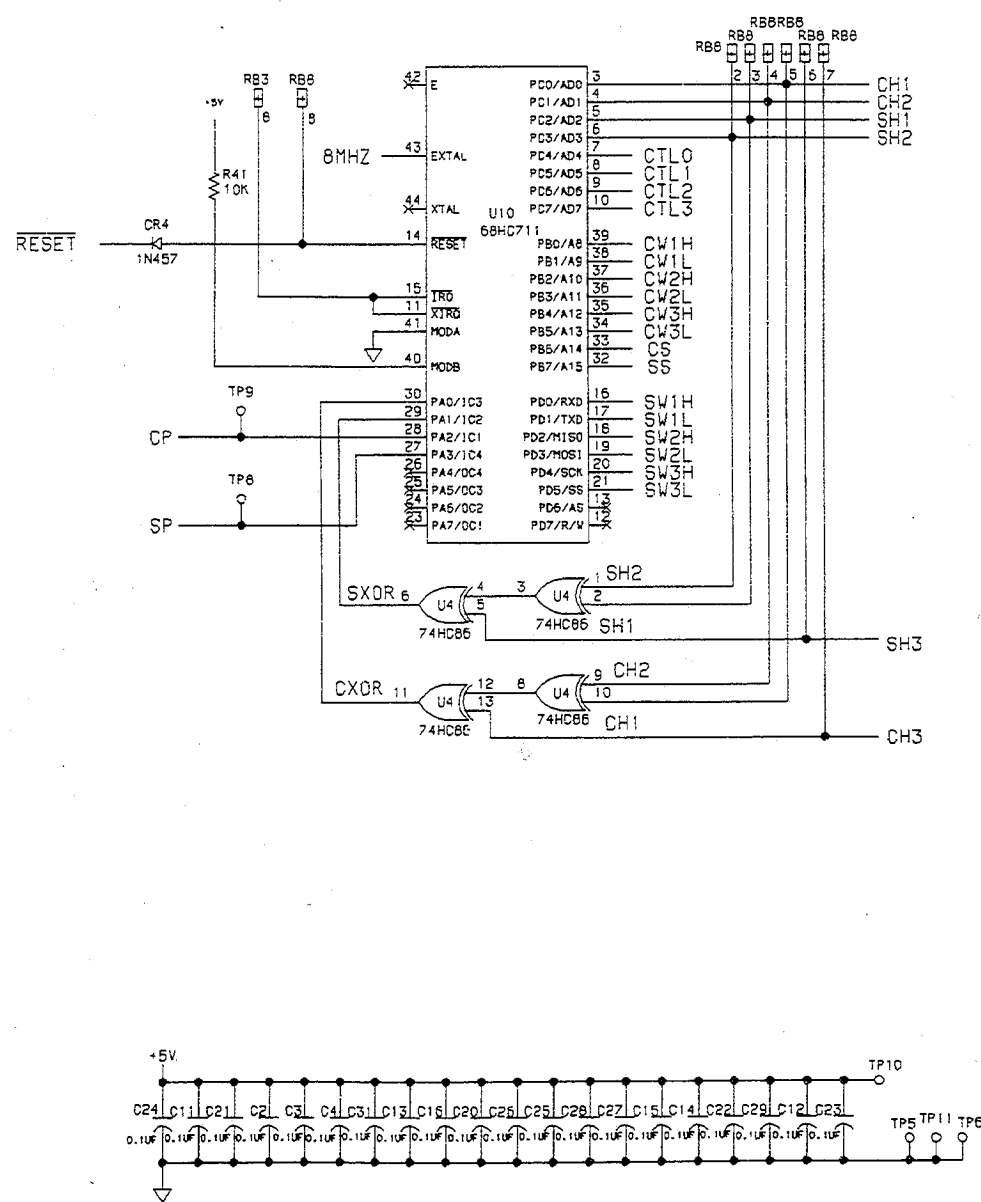 RB8RB8
RB8 RB8 RB8 RB8
2 3 4 5 6 7
RB3 RB8
8 8
+5V
R41
10K
42 E PC0/AD0 3 CH1
PC1/AD1 4 CH2
PC2/AD2 5 SH1
PC3/AD3 6 SH2
8MHZ 43 EXTAL PC4/AD4 7 CTL0
PC5/AD5 8 CTL1
PC6/AD6 9 CTL2
44 XTAL PC7/AD7 10 CTL3
U10
68HC711
CR4
RESET 1N457 14 RESET PB0/A8 39 CW1H
PB1/A9 38 CW1L
PB2/A10 37 CW2H
15 IRQ PB3/A11 36 CW2L
11 XIRQ PB4/A12 35 CW3H
41 MODA PB5/A13 34 CW3L
PB6/A14 33 CS
40 MODB PB7/A15 32 SS
TP9
30 PA0/IC3 PD0/RXD 16 SW1H
29 PA1/IC2 PD1/TXD 17 SW1L
CP 28 PA2/IC1 PD2/MISO 18 SW2H
27 PA3/IC4 PD3/MOSI 19 SW2L
26 PA4/OC4 PD4/SCK 20 SW3H
TP8
25 PA5/OC3 PD5/SS 21 SW3L
24 PA6/OC2 PD6/AS 13
SP 23 PA7/OC1 PD7/R/W 12
SXOR 6 U4 4 5 3 U4 1 2 SH2
74HC86 74HC86 SH1
SH3
CXOR 11 U4 12 13 8 U4 9 10 CH2
74HC86 74HC86 CH1
CH3
+5V
TP10
C24 C11 C21 C2 C3 C4 C31 C13 C16 C20 C26 C25 C28 C27 C15 C14 C22 C29 C12 C23
0.1UF 0.1UF 0.1UF 0.1UF 0.1UF 0.1UF 0.1UF 0.1UF 0.1UF 0.1UF 0.1UF 0.1UF 0.1UF 0.1UF 0.1UF 0.1UF 0.1UF 0.1UF 0.1UF 0.1UF
TP5 TP11 TP6